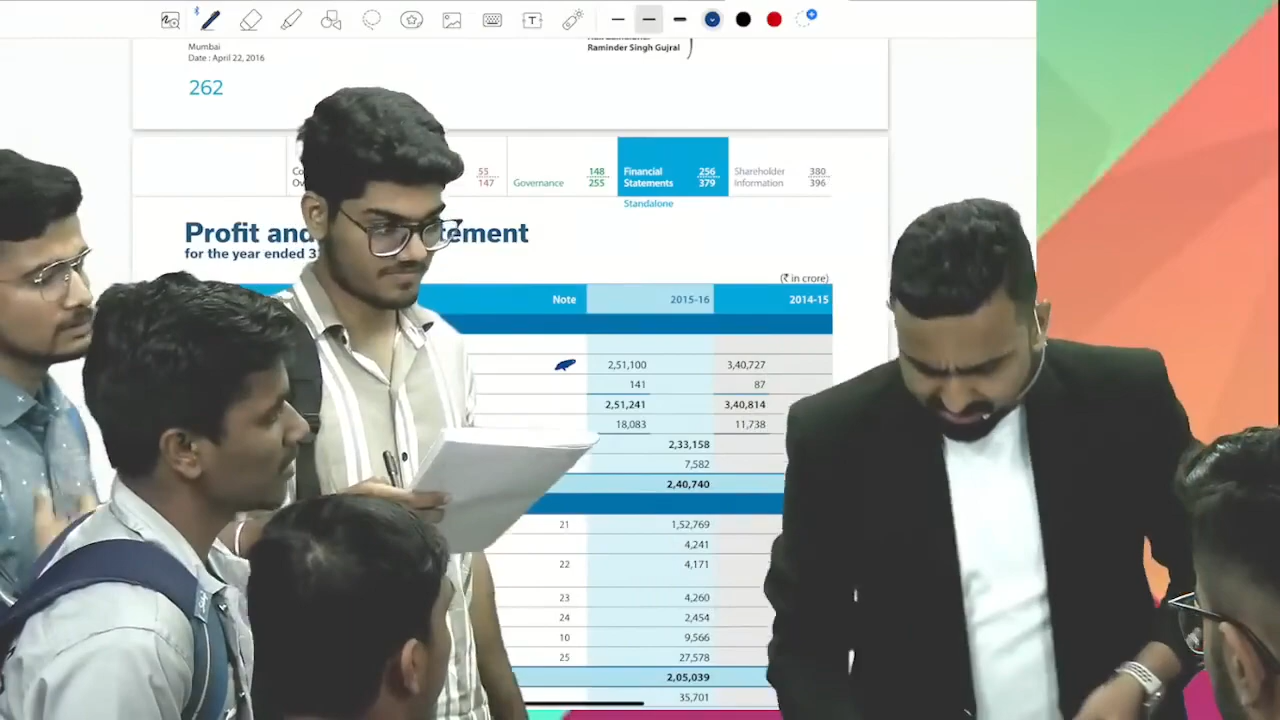 Mumbai
Raminder Singh Gujral
Date : April 22, 2016
262
55 148 Financial 256 Shareholder 380
147 Governance 255 Statements 379 Information 396
Standalone
Profit and
for the year ended
(₹ in crore)
Note 2015-16 2014-15
2,51,100 3,40,727
141 87
2,51,241 3,40,814
18,083 11,738
2,33,158
7,582
2,40,740
21 1,52,769
4,241
22 4,171
23 4,260
24 2,454
10 9,566
25 27,578
2,05,039
35,701